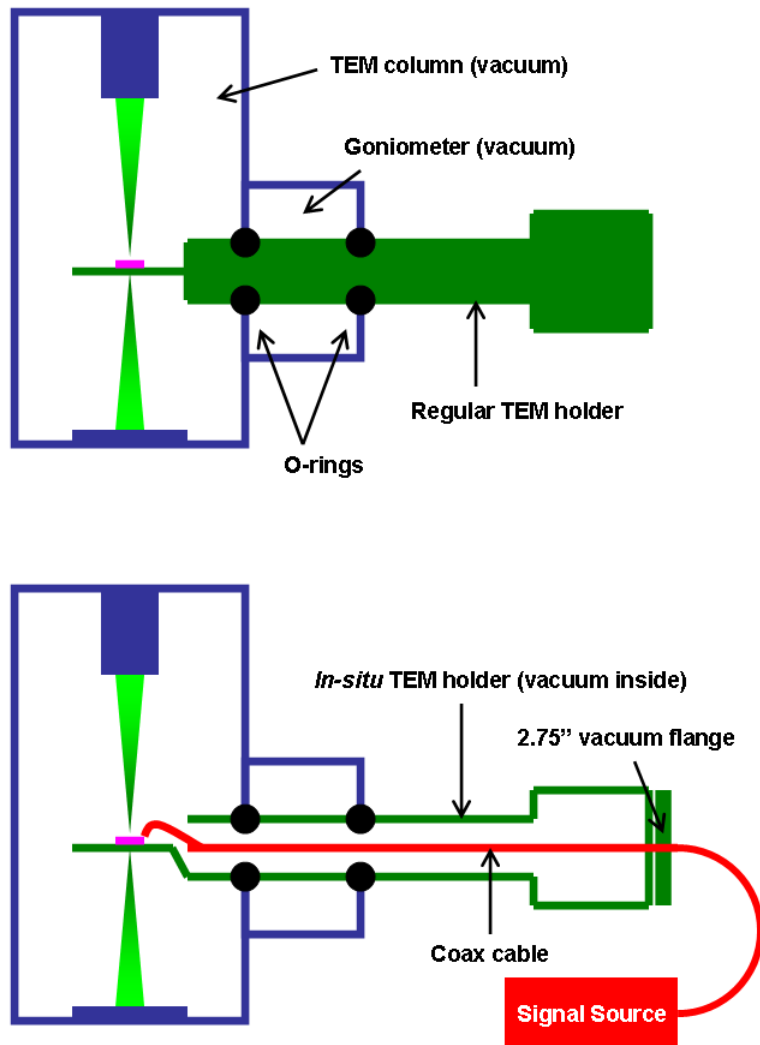 TEM column (vacuum)
Goniometer (vacuum)
Regular TEM holder
O-rings
In-situ TEM holder (vacuum inside)
2.75” vacuum flange
Coax cable
Signal Source